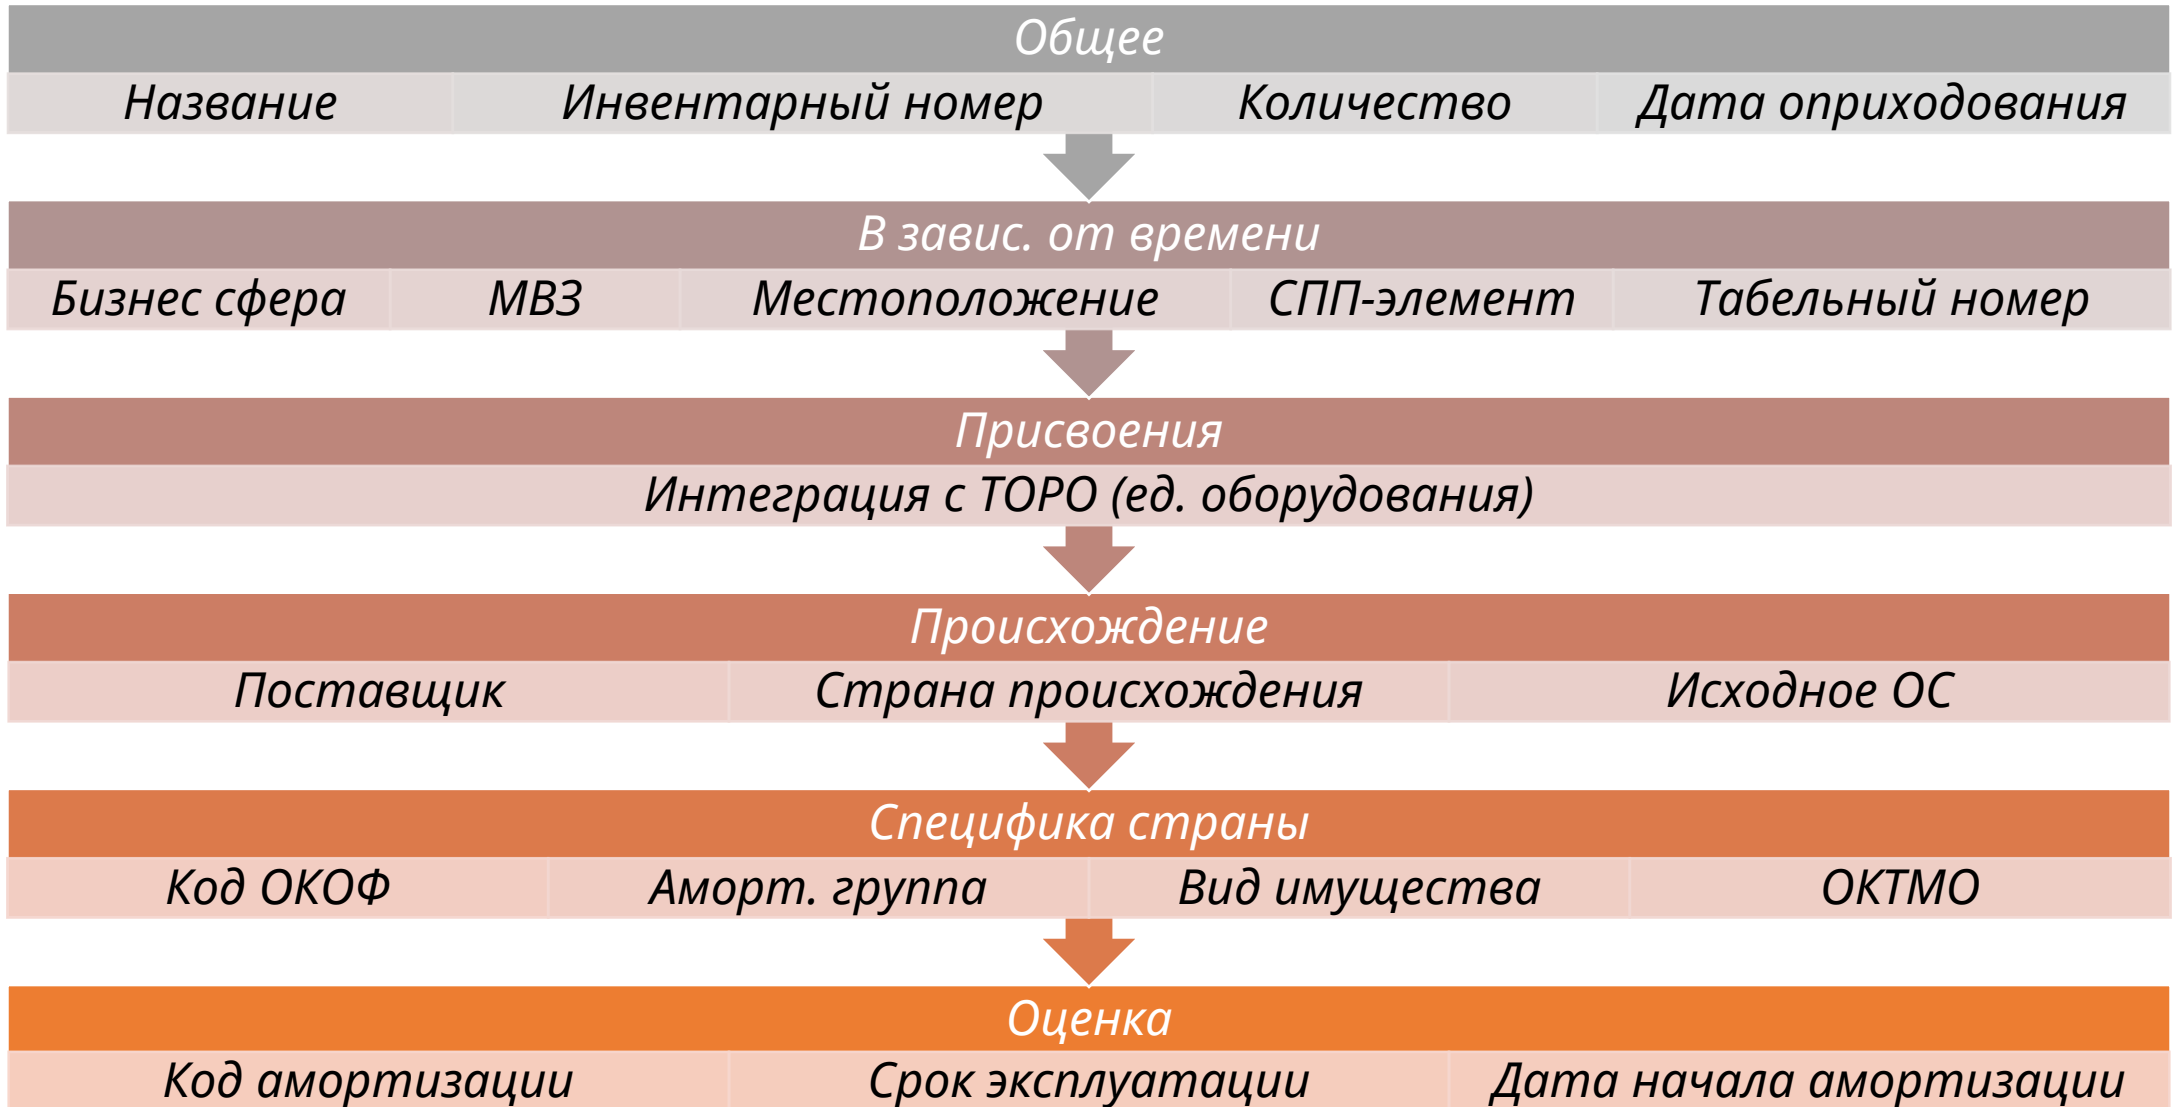 Общее
Название Инвентарный номер Количество Дата оприходования
В завис. от времени
Бизнес сфера МВЗ Местоположение СПП-элемент Табельный номер
Присвоения
Интеграция с ТОРО (ед. оборудования)
Происхождение
Поставщик Страна происхождения Исходное ОС
Специфика страны
Код ОКОФ Аморт. группа Вид имущества ОКТМО
Оценка
Код амортизации Срок эксплуатации Дата начала амортизации